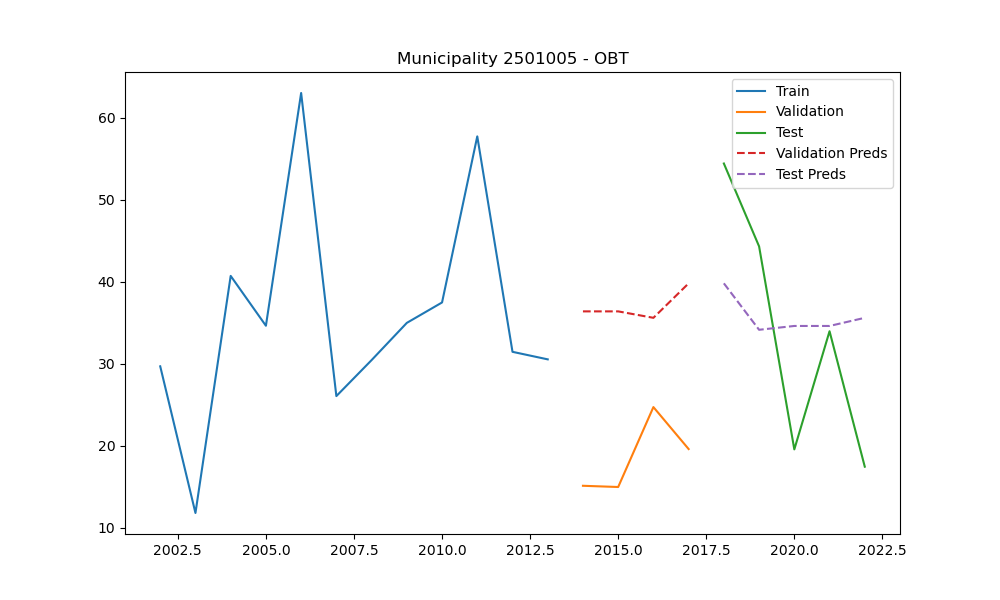 Municipality 2501005 - OBT
Train
Validation
Test
Validation Preds
Test Preds
60
50
40
30
20
10
2002.5 2005.0 2007.5 2010.0 2012.5 2015.0 2017.5 2020.0 2022.5